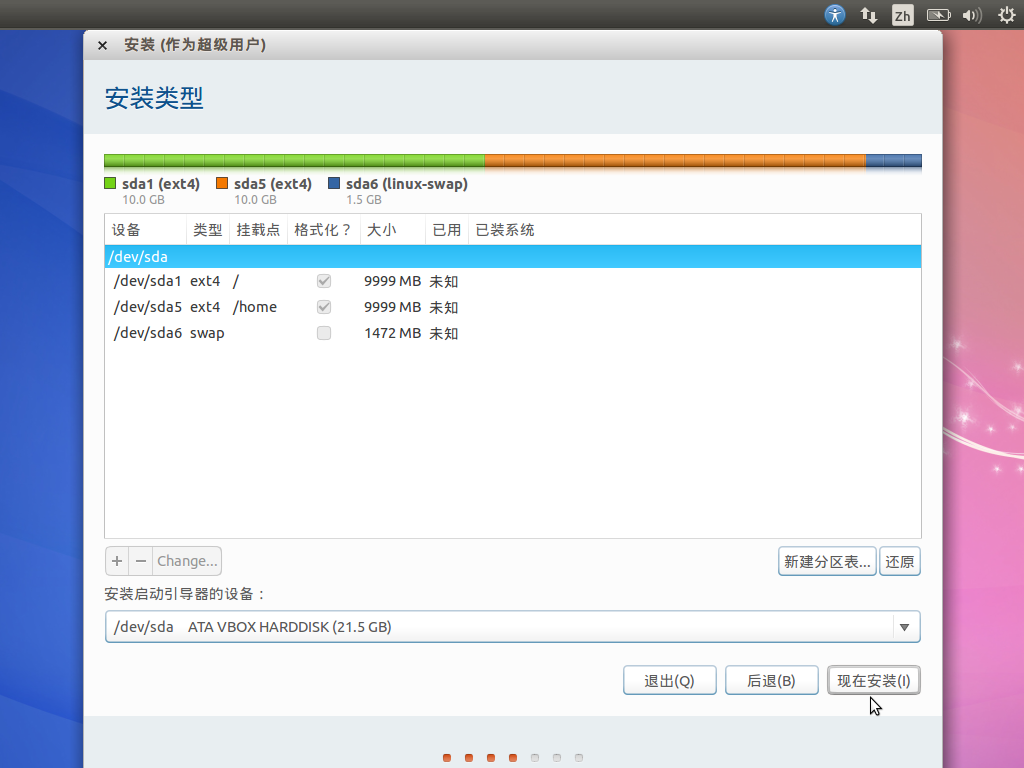 Zh
安装 (作为超级用户)
安装类型
sda1 (ext4) sda5 (ext4) sda6 (linux-swap)
10.0 GB 10.0 GB 1.5 GB
设备 类型 挂载点 格式化？ 大小 已用 已装系统
/dev/sda
/dev/sda1 ext4 / 9999 MB 未知
/dev/sda5 ext4 /home 9999 MB 未知
/dev/sda6 swap 1472 MB 未知
+ − Change... 新建分区表... 还原
安装启动引导器的设备：
/dev/sda ATA VBOX HARDDISK (21.5 GB)
退出(Q) 后退(B) 现在安装(I)